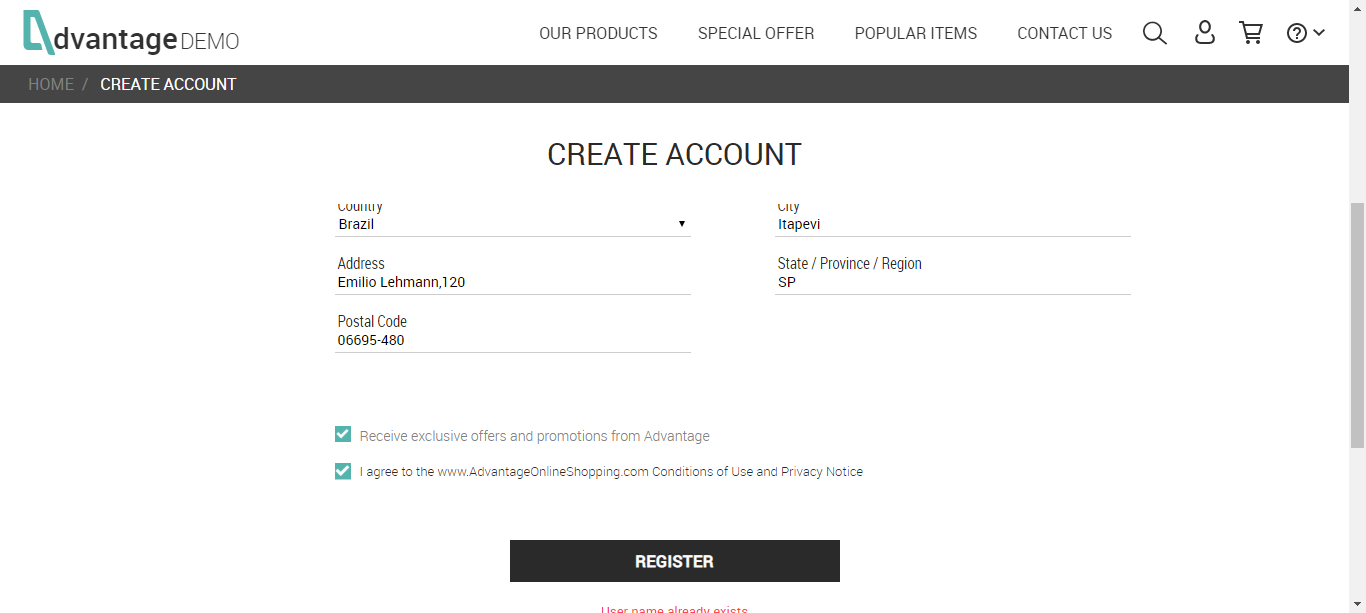 dvantage DEMO
OUR PRODUCTS SPECIAL OFFER POPULAR ITEMS CONTACT US
HOME / CREATE ACCOUNT
CREATE ACCOUNT
Country City
Brazil Itapevi
Address State / Province / Region
Emilio Lehmann,120 SP
Postal Code
06695-480
Receive exclusive offers and promotions from Advantage
I agree to the www.AdvantageOnlineShopping.com Conditions of Use and Privacy Notice
REGISTER
User name already exists